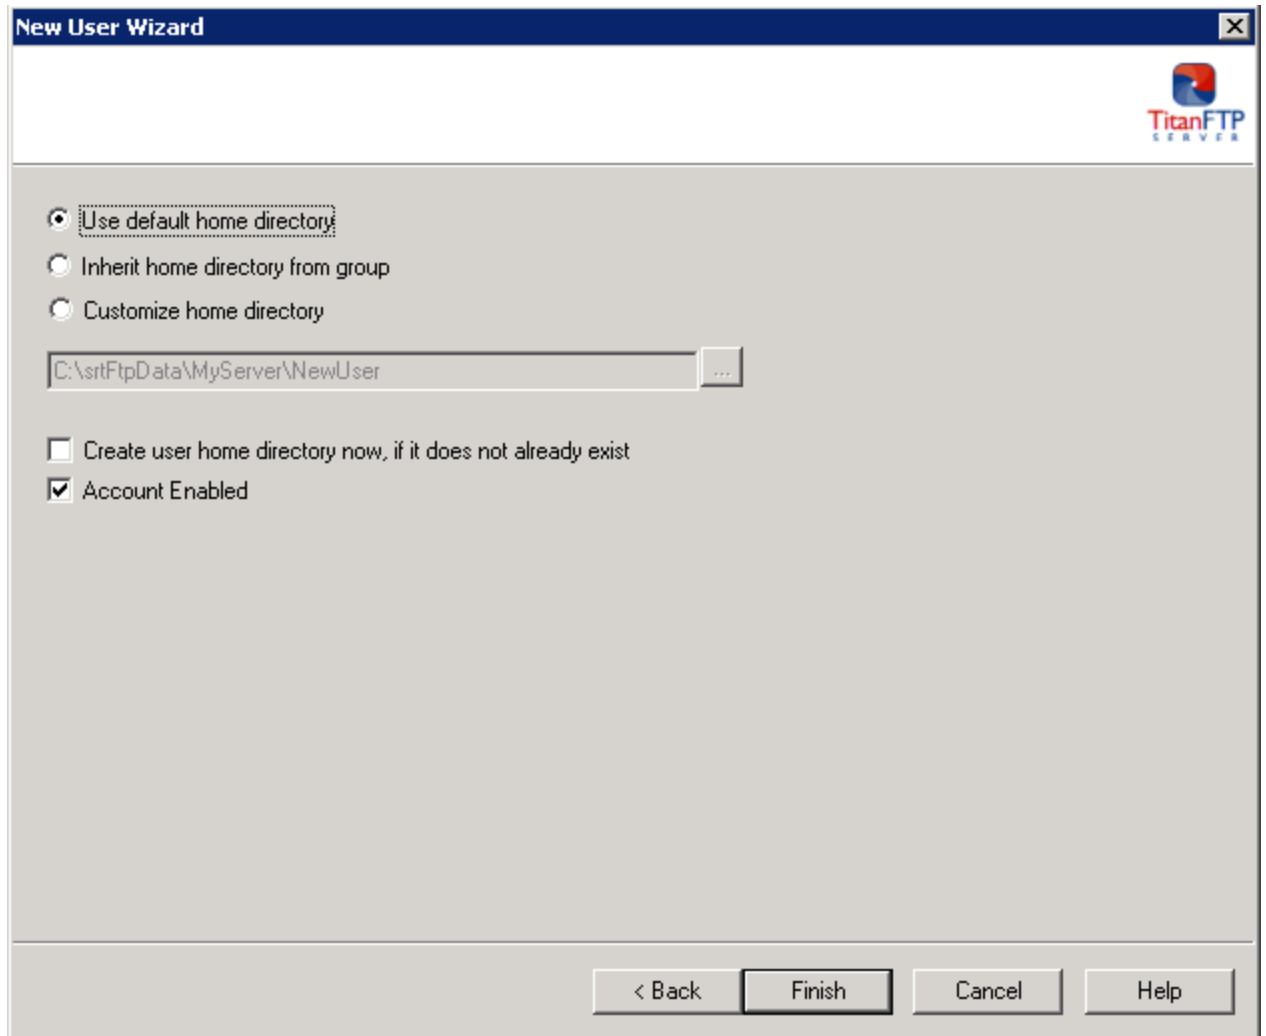 New User Wizard
TitanFTP
SERVER
Use default home directory
Inherit home directory from group
Customize home directory
C:\srtFtpData\MyServer\NewUser
...
Create user home directory now, if it does not already exist
Account Enabled
< Back
Finish
Cancel
Help